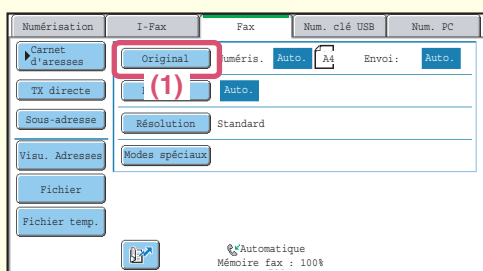 Numérisation I-Fax Fax Num. clé USB Num. PC
Carnet d'aresses
Original Numéris. Auto. A4 Envoi: Auto.
(1)
TX directe Auto.
Sous-adresse Résolution Standard
Visu. Adresses Modes spéciaux
Fichier
Fichier temp.
Automatique
Mémoire fax : 100%